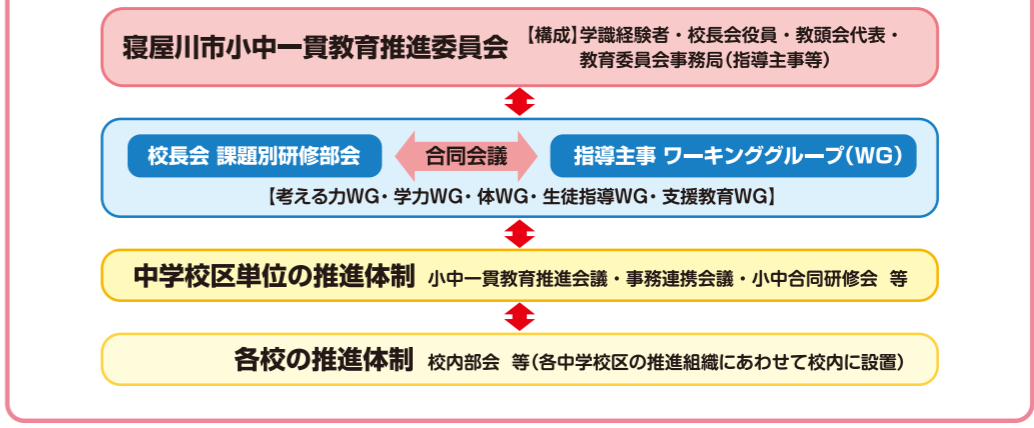 寝屋川市小中一貫教育推進委員会 【構成】学識経験者・校長会役員・教頭会代表・
教育委員会事務局（指導主事等）
校長会 課題別研修部会 合同会議 指導主事 ワーキンググループ（WG）
【考える力WG・学力WG・体WG・生徒指導WG・支援教育WG】
中学校区単位の推進体制 小中一貫教育推進会議・事務連携会議・小中合同研修会 等
各校の推進体制 校内部会 等（各中学校区の推進組織にあわせて校内に設置）